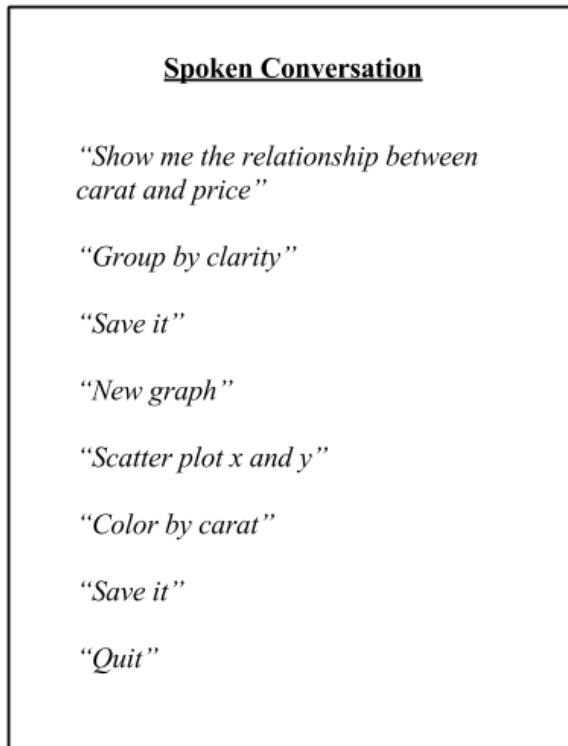 Spoken Conversation
“Show me the relationship between
carat and price”
“Group by clarity”
“Save it”
“New graph”
“Scatter plot x and y”
“Color by carat”
“Save it”
“Quit”